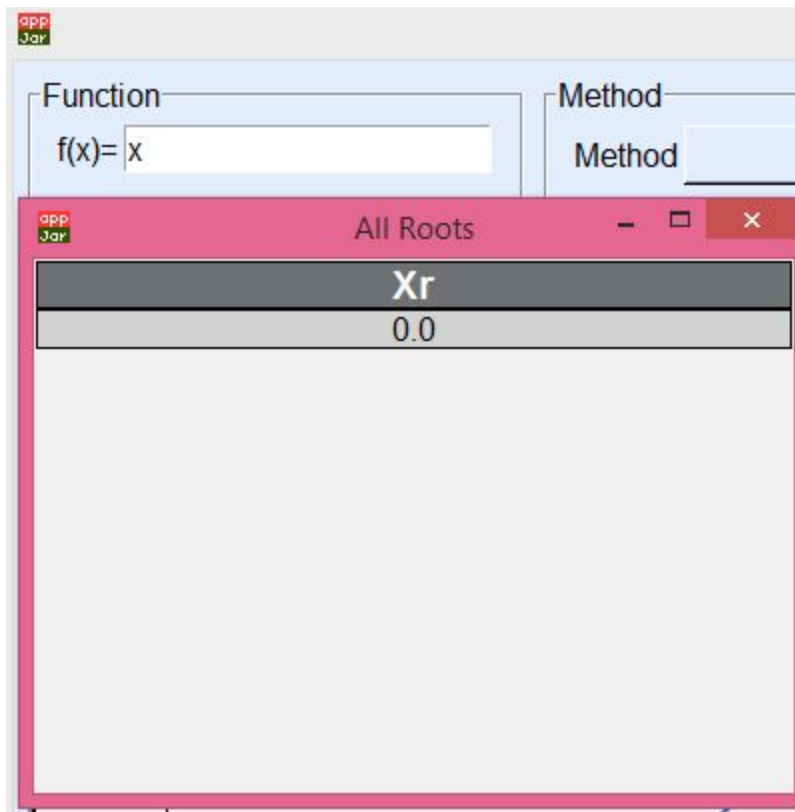 app
Jar
Function
Method
f(x)= x
Method
app
Jar
All Roots
Xr
0.0